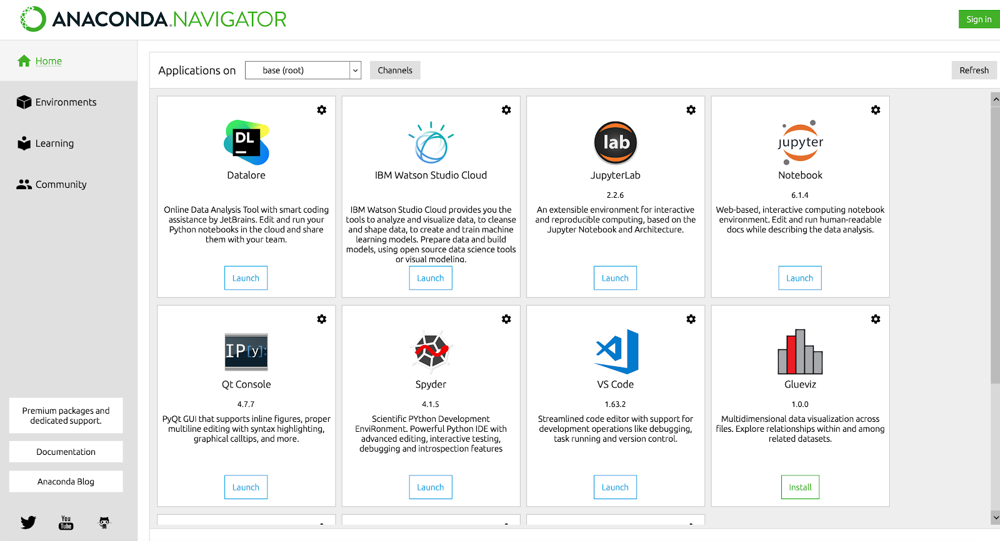 ANACONDA.NAVIGATOR
Sign in
Home
Environments
Learning
Community
Premium packages and
dedicated support.
Documentation
Anaconda Blog
You
Tube
Applications on
base (root)
Channels
Refresh
DL
Datalore
Online Data Analysis Tool with smart coding
assistance by JetBrains. Edit and run your
Python notebooks in the cloud and share
them with your team.
Launch
IBM Watson Studio Cloud
IBM Watson Studio Cloud provides you the
tools to analyze and visualize data, to cleanse
and shape data, to create and train machine
learning models. Prepare data and build
models, using open source data science tools
or visual modeling.
Launch
lab
JupyterLab
2.2.6
An extensible environment for interactive
and reproducible computing, based on the
Jupyter Notebook and Architecture.
Launch
jupyter
Notebook
6.1.4
Web-based, interactive computing notebook
environment. Edit and run human-readable
docs while describing the data analysis.
Launch
IP[y]:
Qt Console
4.7.7
PyQt GUI that supports inline figures, proper
multiline editing with syntax highlighting,
graphical calltips, and more.
Launch
Spyder
4.1.5
Scientific PYthon Development
EnviRonment. Powerful Python IDE with
advanced editing, interactive testing,
debugging and introspection features
Launch
VS Code
1.63.2
Streamlined code editor with support for
development operations like debugging,
task running and version control.
Launch
Glueviz
1.0.0
Multidimensional data visualization across
files. Explore relationships within and among
related datasets.
Install